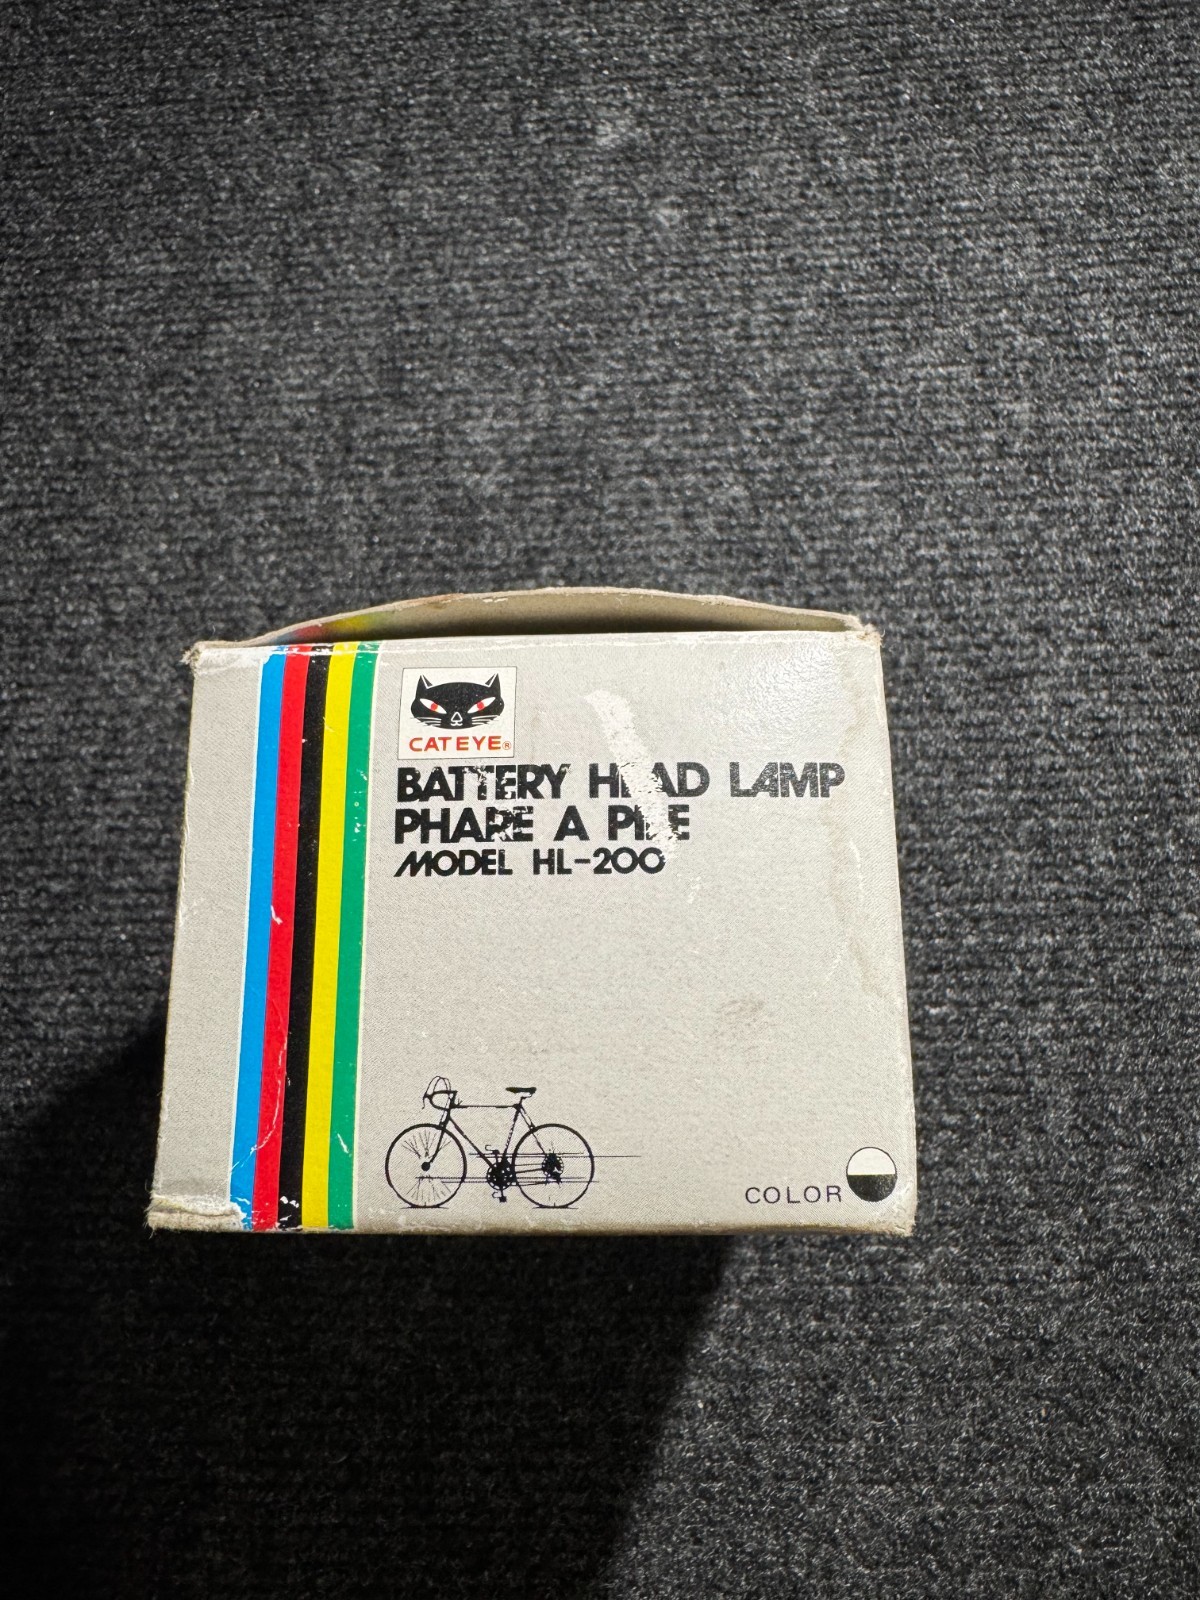 CATEYE®
BATTERY HEAD LAMP
PHARE A PILE
MODEL HL-200
COLOR